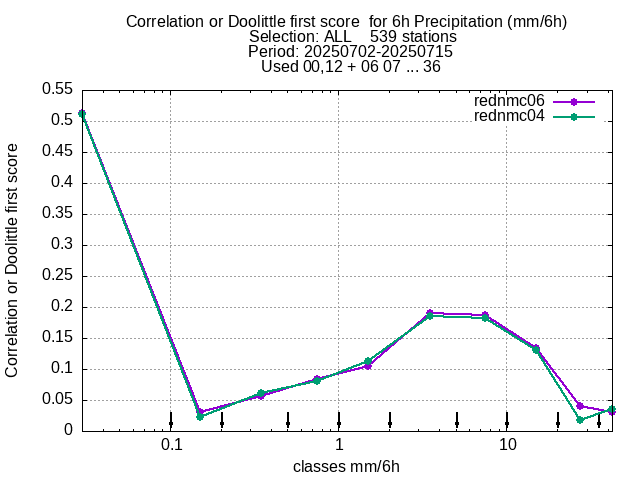 Correlation or Doolittle first score  for 6h Precipitation (mm/6h)
Selection: ALL    539 stations
Period: 20250702-20250715
Used 00,12 + 06 07 ... 36
rednmc06
rednmc04
0.55
0.5
0.45
0.4
0.35
0.3
0.25
0.2
0.15
0.1
0.05
0
Correlation or Doolittle first score
0.1
1
10
classes mm/6h